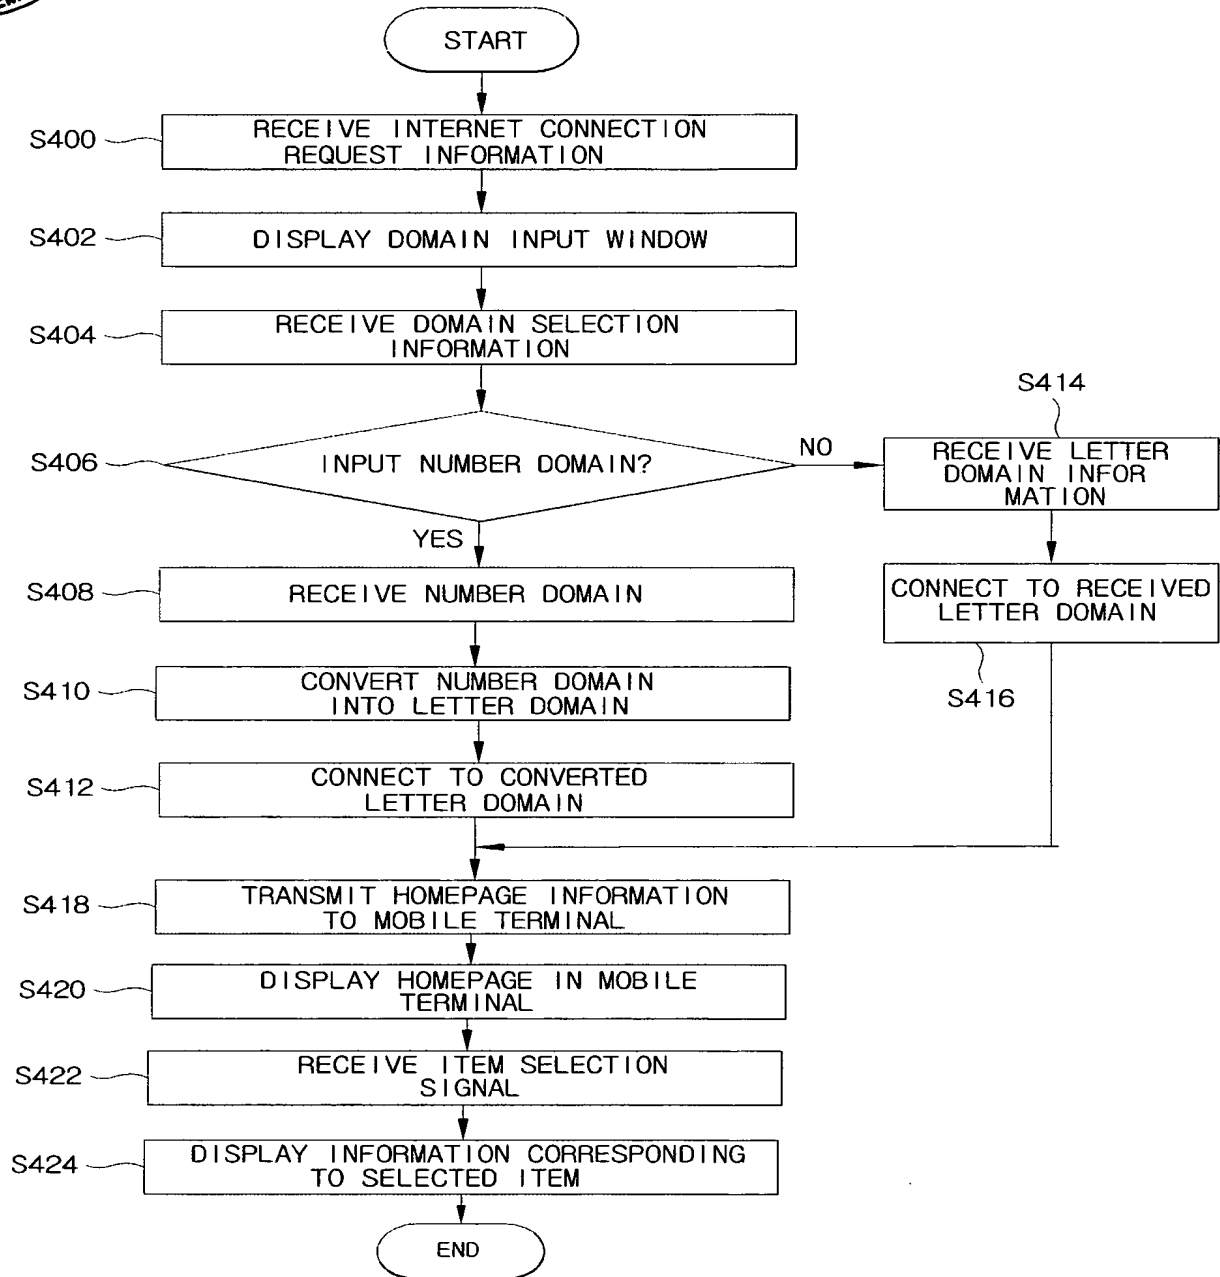 START
S400
RECEIVE INTERNET CONNECTION
REQUEST INFORMATION
S402
DISPLAY DOMAIN INPUT WINDOW
S404
RECEIVE DOMAIN SELECTION
INFORMATION
S406
INPUT NUMBER DOMAIN?
NO
S414
RECEIVE LETTER
DOMAIN INFOR
MATION
YES
S408
RECEIVE NUMBER DOMAIN
CONNECT TO RECEIVED
LETTER DOMAIN
S416
S410
CONVERT NUMBER DOMAIN
INTO LETTER DOMAIN
S412
CONNECT TO CONVERTED
LETTER DOMAIN
S418
TRANSMIT HOMEPAGE INFORMATION
TO MOBILE TERMINAL
S420
DISPLAY HOMEPAGE IN MOBILE
TERMINAL
S422
RECEIVE ITEM SELECTION
SIGNAL
S424
DISPLAY INFORMATION CORRESPONDING
TO SELECTED ITEM
END